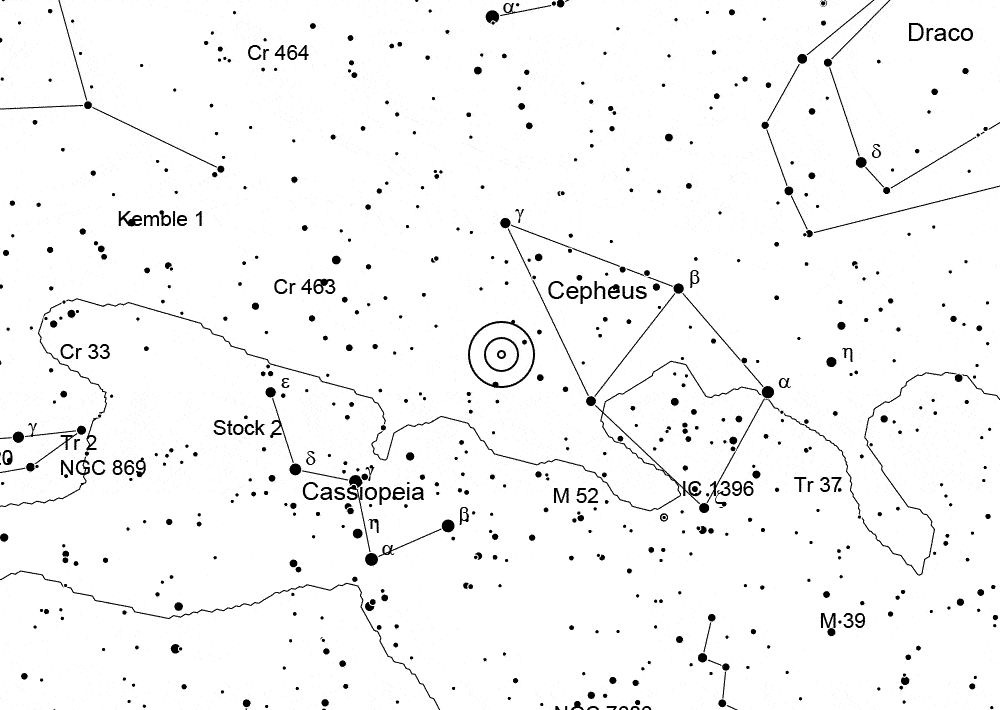 α
Draco
Cr 464
δ
Kemble 1
γ
β
Cr 463
Cepheus
η
Cr 33
ε
α
γ
Stock 2
Tr 2
20
NGC 869
δ
γ
Cassiopeia
M 52
IC 1396
ζ
Tr 37
β
η
α
M 39